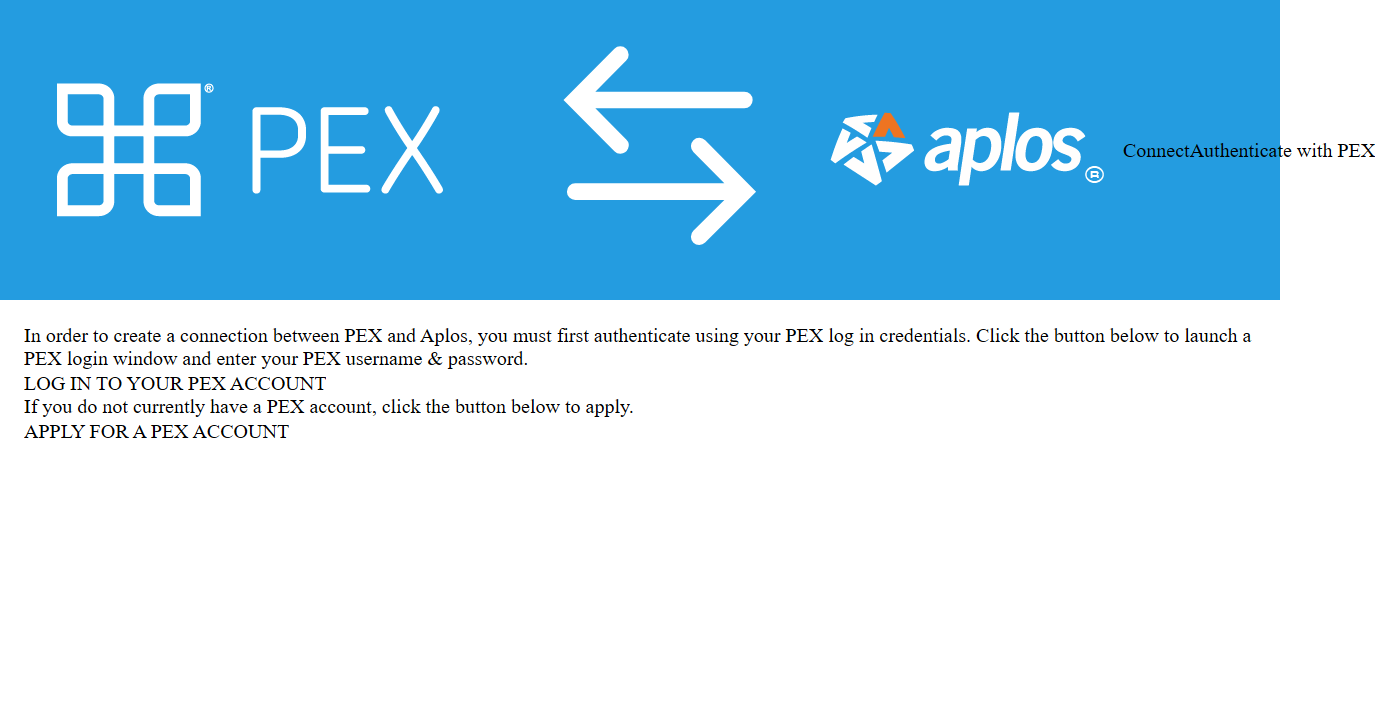 PEX
aplos
ConnectAuthenticate with PEX
In order to create a connection between PEX and Aplos, you must first authenticate using your PEX log in credentials. Click the button below to launch a
PEX login window and enter your PEX username & password.
LOG IN TO YOUR PEX ACCOUNT
If you do not currently have a PEX account, click the button below to apply.
APPLY FOR A PEX ACCOUNT